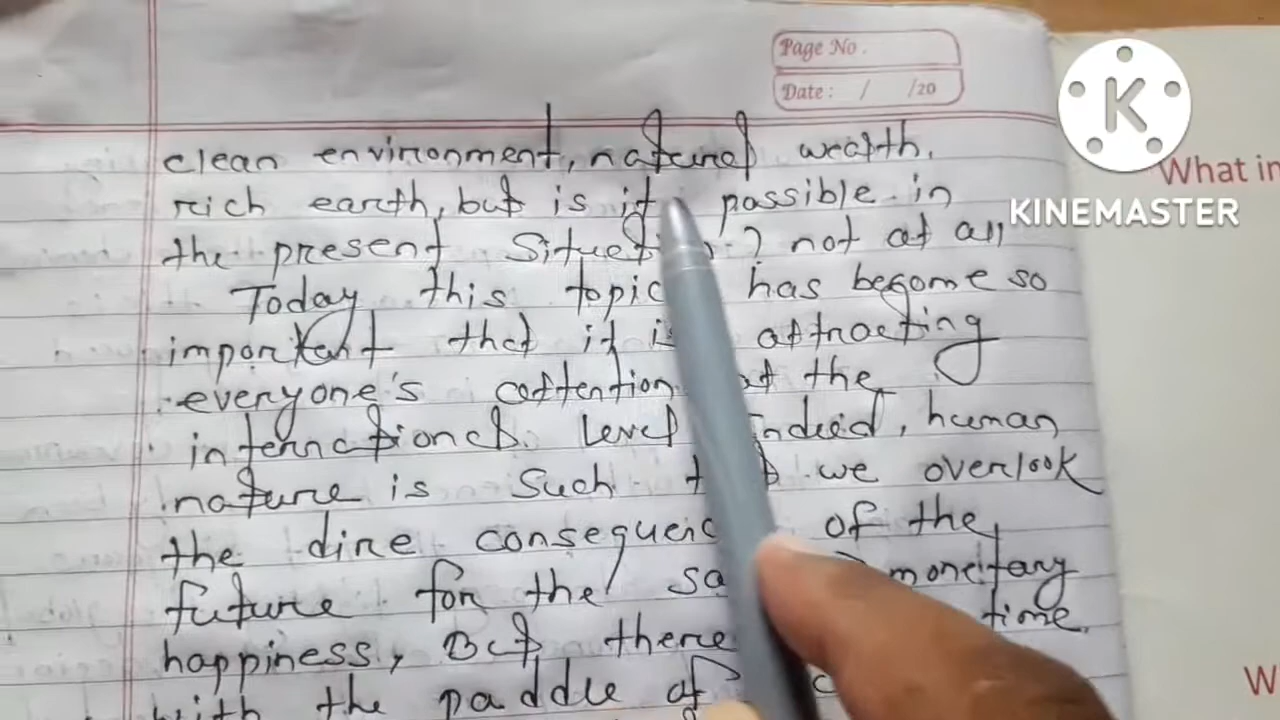 Page No.
Date: / /20
clean environment, natural wealth,
rich earth, but is it possible in
the present Situation? not at all
Today this topic has become so
important that it is attracting
everyone's attention at the
international Level Indeed, human
nature is Such that we overlook
the dire consequenc of the
future for the sa monetary
happiness, But there time
with the paddle of
What in
KINEMASTER
W